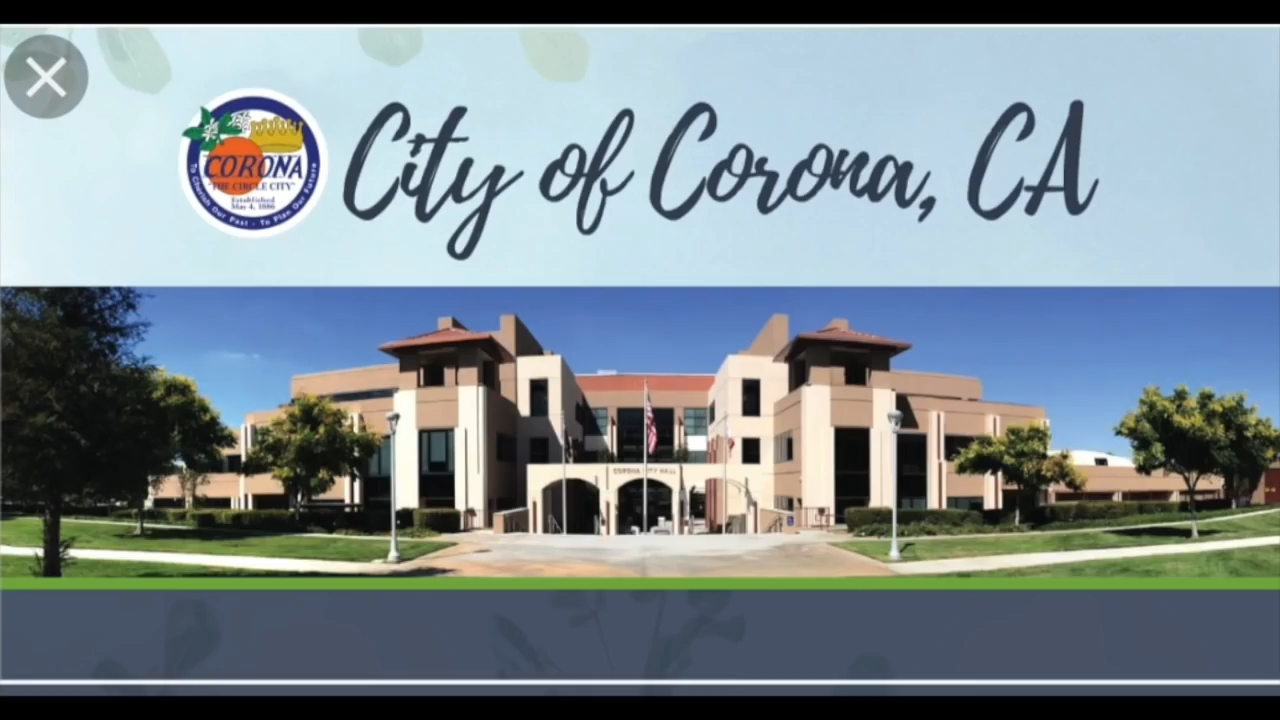 City of Corona, CA
CORONA
"THE CIRCLE CITY"
Established
May 4, 1886
To Cherish Our Past - To Plan Our Future
CORONA CITY HALL